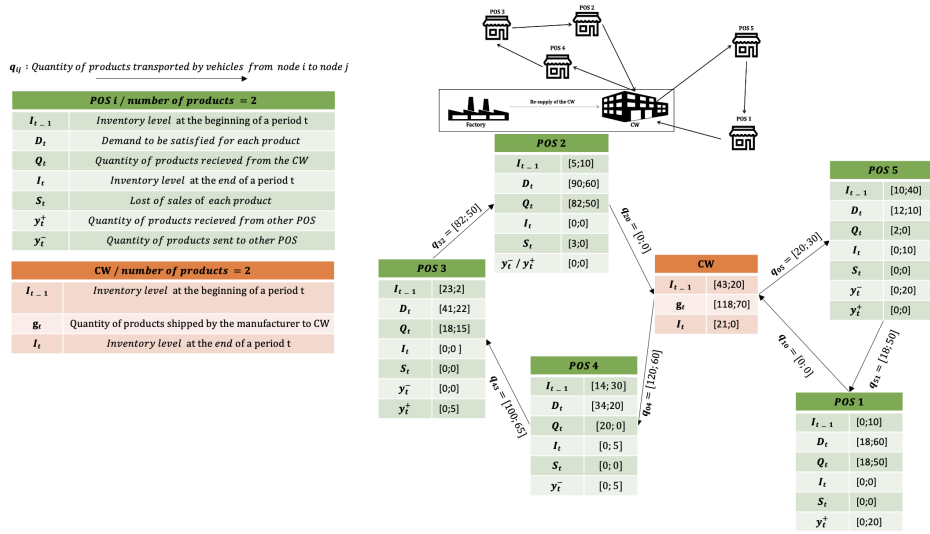 q_ij : Quantity of products transported by vehicles from node i to node j
POS i / number of products = 2
I_t-1 Inventory level at the beginning of a period t
D_t Demand to be satisfied for each product
Q_t Quantity of products recieved from the CW
I_t Inventory level at the end of a period t
S_t Lost of sales of each product
y_t^+ Quantity of products recieved from other POS
y_t^- Quantity of products sent to other POS
CW / number of products = 2
I_t-1 Inventory level at the beginning of a period t
g_t Quantity of products shipped by the manufacturer to CW
I_t Inventory level at the end of a period t
POS 3
POS 2
POS 4
POS 5
POS 1
Re-supply of the CW
Factory
CW
POS 2
I_t-1 [5;10]
D_t [90;60]
Q_t [82;50]
I_t [0;0]
S_t [3;0]
y_t^- / y_t^+ [0;0]
q_32 = [82;50]
q_20 = [0;0]
POS 3
I_t-1 [23;2]
D_t [41;22]
Q_t [18;15]
I_t [0;0 ]
S_t [0;0]
y_t^- [0;0]
y_t^+ [0;5]
q_43 = [100;65]
POS 4
I_t-1 [14; 30]
D_t [34;20]
Q_t [20; 0]
I_t [0; 5]
S_t [0; 0]
y_t^- [0; 5]
q_04 = [120; 60]
CW
I_t-1 [43;20]
g_t [118;70]
I_t [21;0]
q_05 = [20;30]
q_10 = [0;0]
POS 5
I_t-1 [10;40]
D_t [12;10]
Q_t [2;0]
I_t [0;10]
S_t [0;0]
y_t^- [0;20]
y_t^+ [0;0]
q_51 = [18;50]
POS 1
I_t-1 [0;10]
D_t [18;60]
Q_t [18;50]
I_t [0;0]
S_t [0;0]
y_t^+ [0;20]